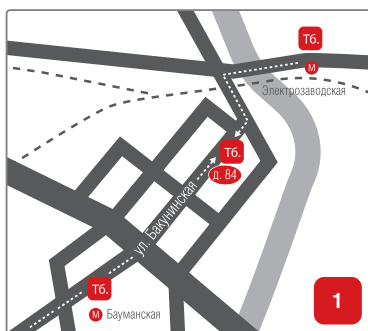 Тб.
М
Электрозаводская
Тб.
д. 84
ул. Бакунинская
Тб.
М Бауманская
1